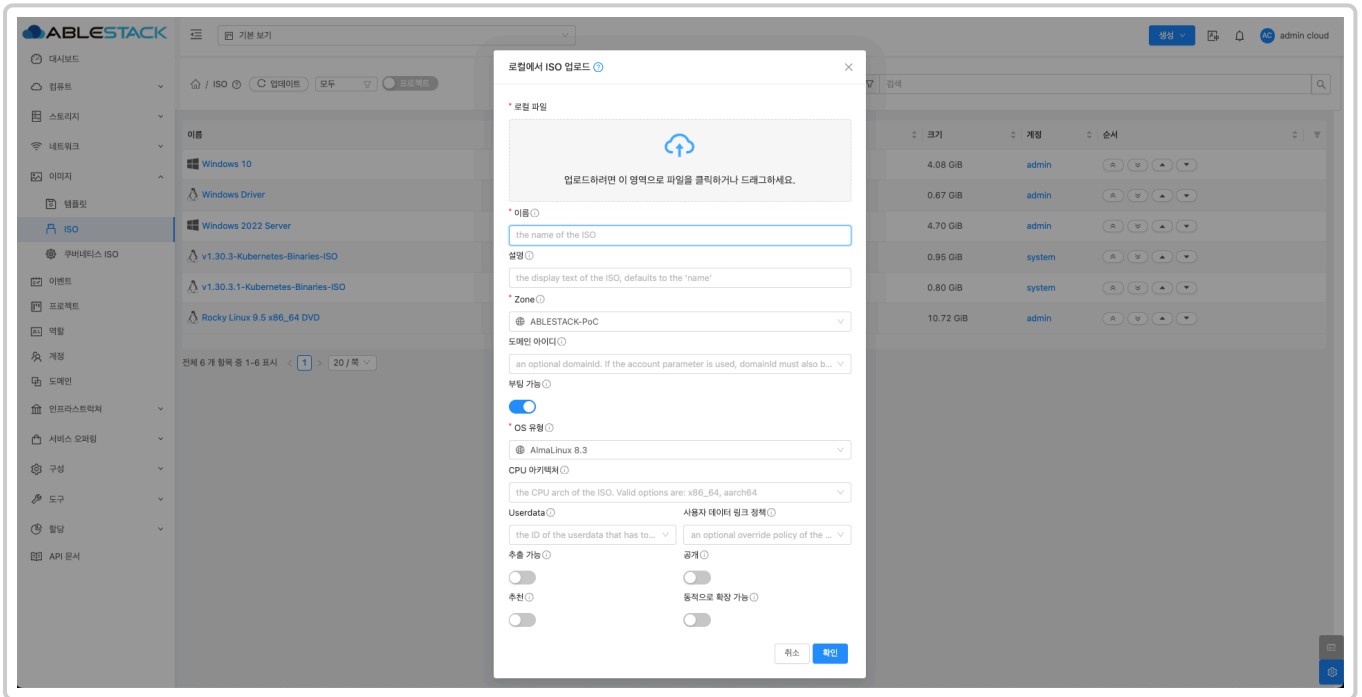 ABLESTACK
기본 보기
생성
AC
admin cloud
대시보드
컴퓨트
스토리지
네트워크
이미지
템플릿
ISO
쿠버네티스 ISO
이벤트
프로젝트
역할
계정
도메인
인프라스트럭쳐
서비스 오퍼링
구성
도구
할당
API 문서
/ ISO
업데이트
모두
프로젝트
검색
이름
크기
계정
순서
Windows 10
4.08 GiB
admin
Windows Driver
0.67 GiB
admin
Windows 2022 Server
4.70 GiB
admin
v1.30.3-Kubernetes-Binaries-ISO
0.95 GiB
system
v1.30.3.1-Kubernetes-Binaries-ISO
0.80 GiB
system
Rocky Linux 9.5 x86_64 DVD
10.72 GiB
admin
전체 6 개 항목 중 1-6 표시 < 1 > 20 / 쪽
로컬에서 ISO 업로드
* 로컬 파일
업로드하려면 이 영역으로 파일을 클릭하거나 드래그하세요.
* 이름
the name of the ISO
설명
the display text of the ISO, defaults to the 'name'
* Zone
ABLESTACK-PoC
도메인 아이디
an optional domainId. If the account parameter is used, domainId must also b...
부팅 가능
* OS 유형
AlmaLinux 8.3
CPU 아키텍처
the CPU arch of the ISO. Valid options are: x86_64, aarch64
Userdata
사용자 데이터 링크 정책
the ID of the userdata that has to...
an optional override policy of the ...
추출 가능
공개
추천
동적으로 확장 가능
취소
확인